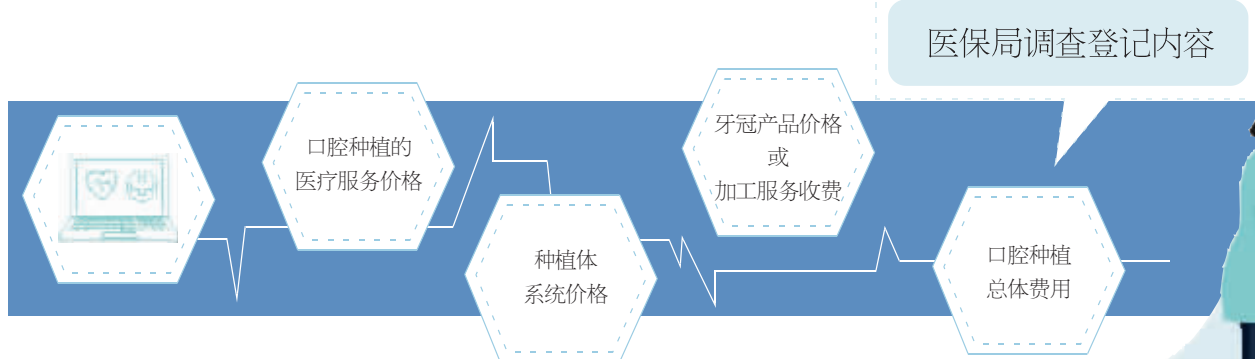 医保局调查登记内容
口腔种植的
医疗服务价格
种植体
系统价格
牙冠产品价格
或
加工服务收费
口腔种植
总体费用